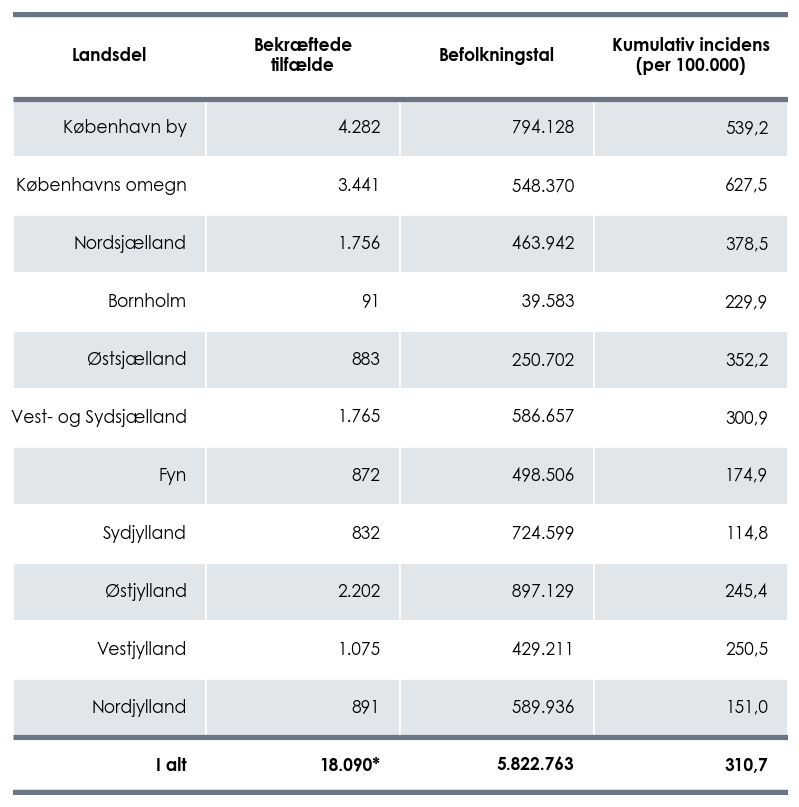 Landsdel Bekræftede tilfælde Befolkningstal Kumulativ incidens (per 100.000)
København by 4.282 794.128 539,2
Københavns omegn 3.441 548.370 627,5
Nordsjælland 1.756 463.942 378,5
Bornholm 91 39.583 229,9
Østsjælland 883 250.702 352,2
Vest- og Sydsjælland 1.765 586.657 300,9
Fyn 872 498.506 174,9
Sydjylland 832 724.599 114,8
Østjylland 2.202 897.129 245,4
Vestjylland 1.075 429.211 250,5
Nordjylland 891 589.936 151,0
I alt 18.090* 5.822.763 310,7